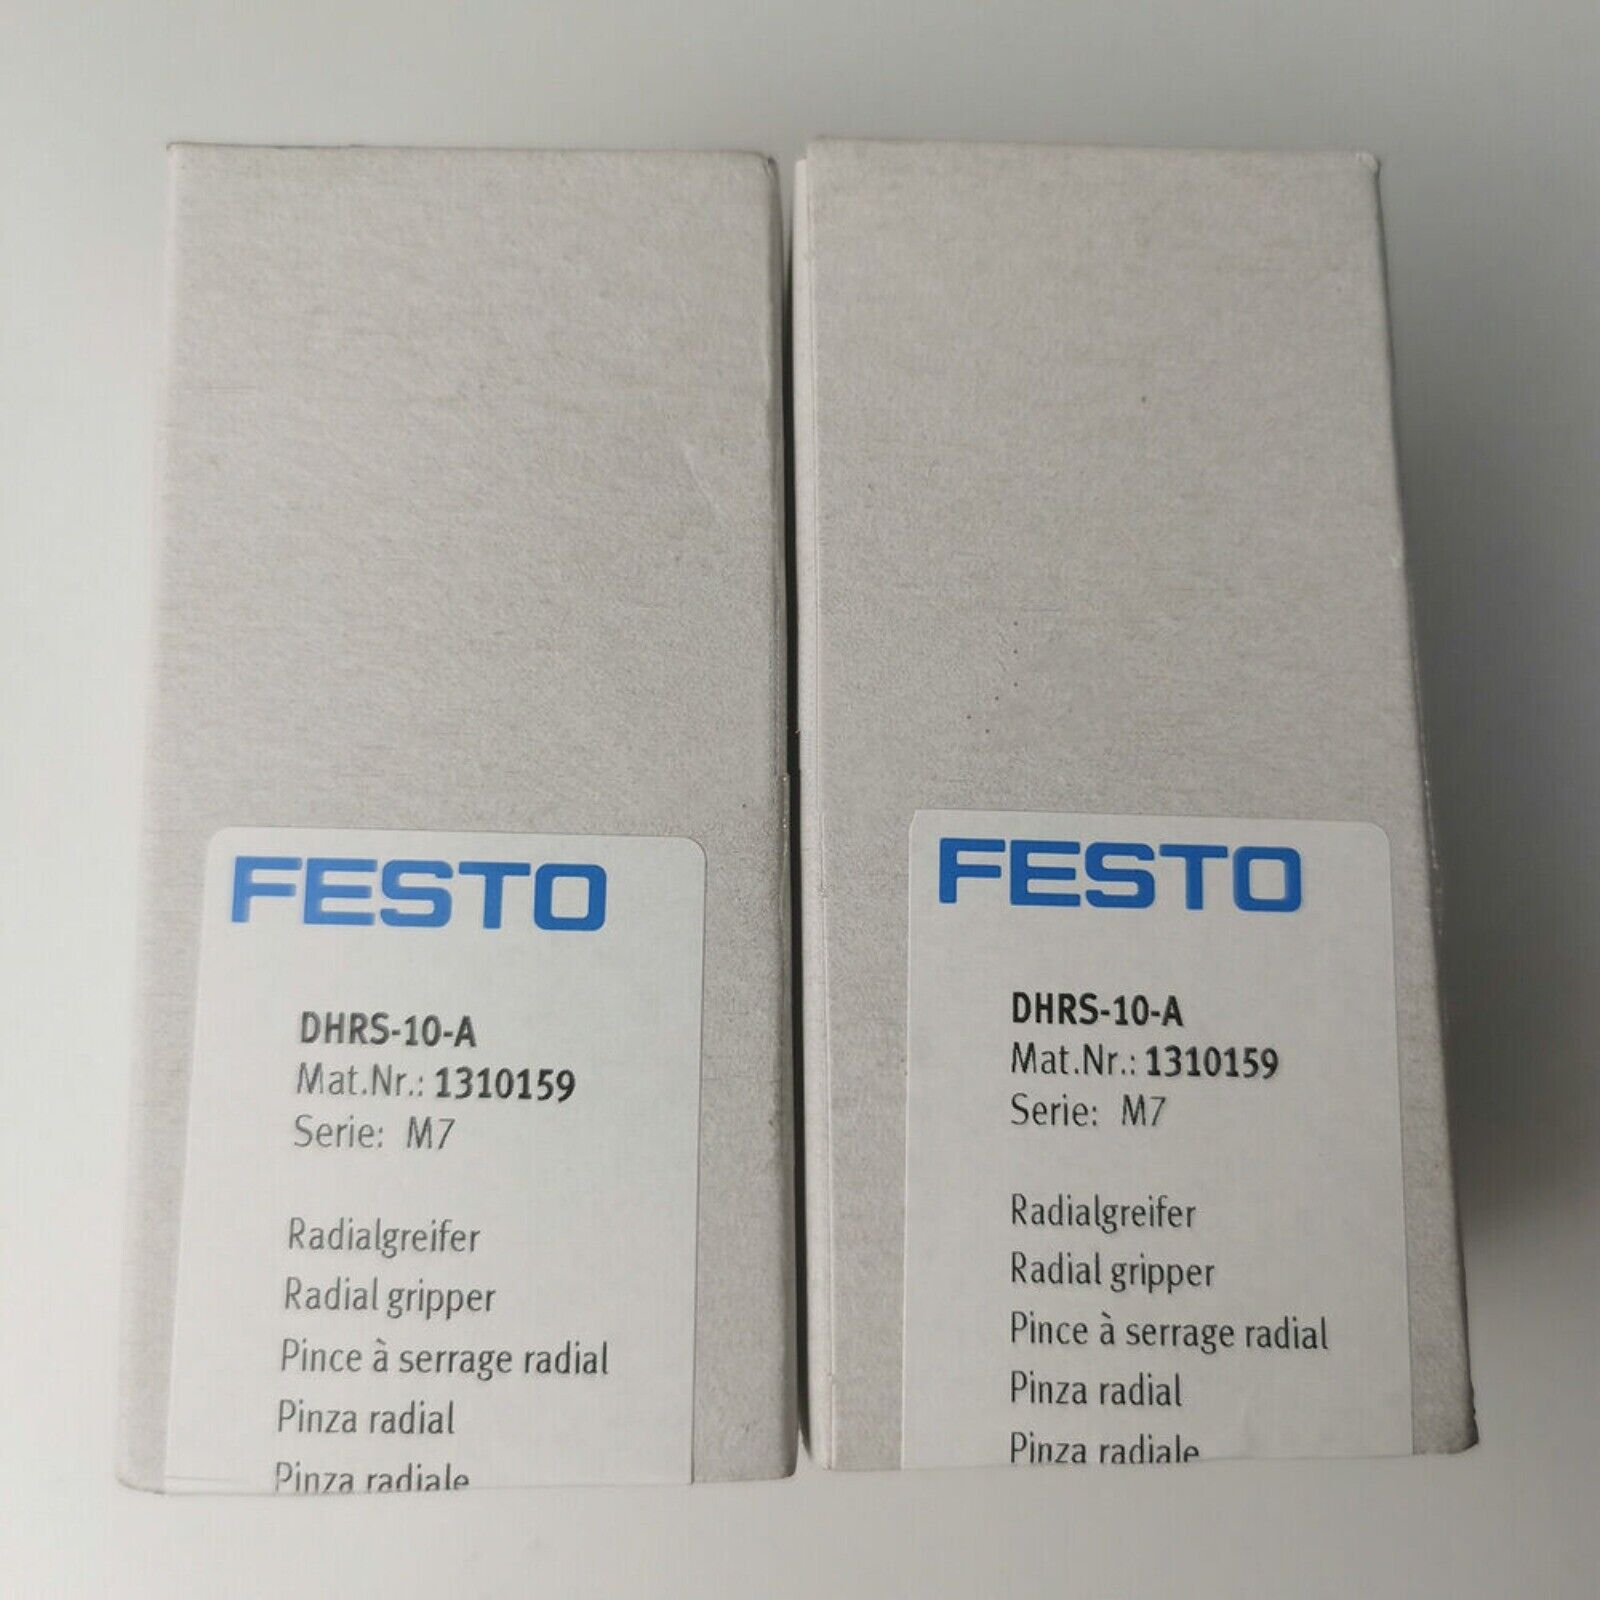 FESTO
DHRS-10-A
Mat.Nr.: 1310159
Serie: M7
Radialgreifer
Radial gripper
Pince à serrage radial
Pinza radial
Pinza radiale
FESTO
DHRS-10-A
Mat.Nr.: 1310159
Serie: M7
Radialgreifer
Radial gripper
Pince à serrage radial
Pinza radial
Pinza radiale